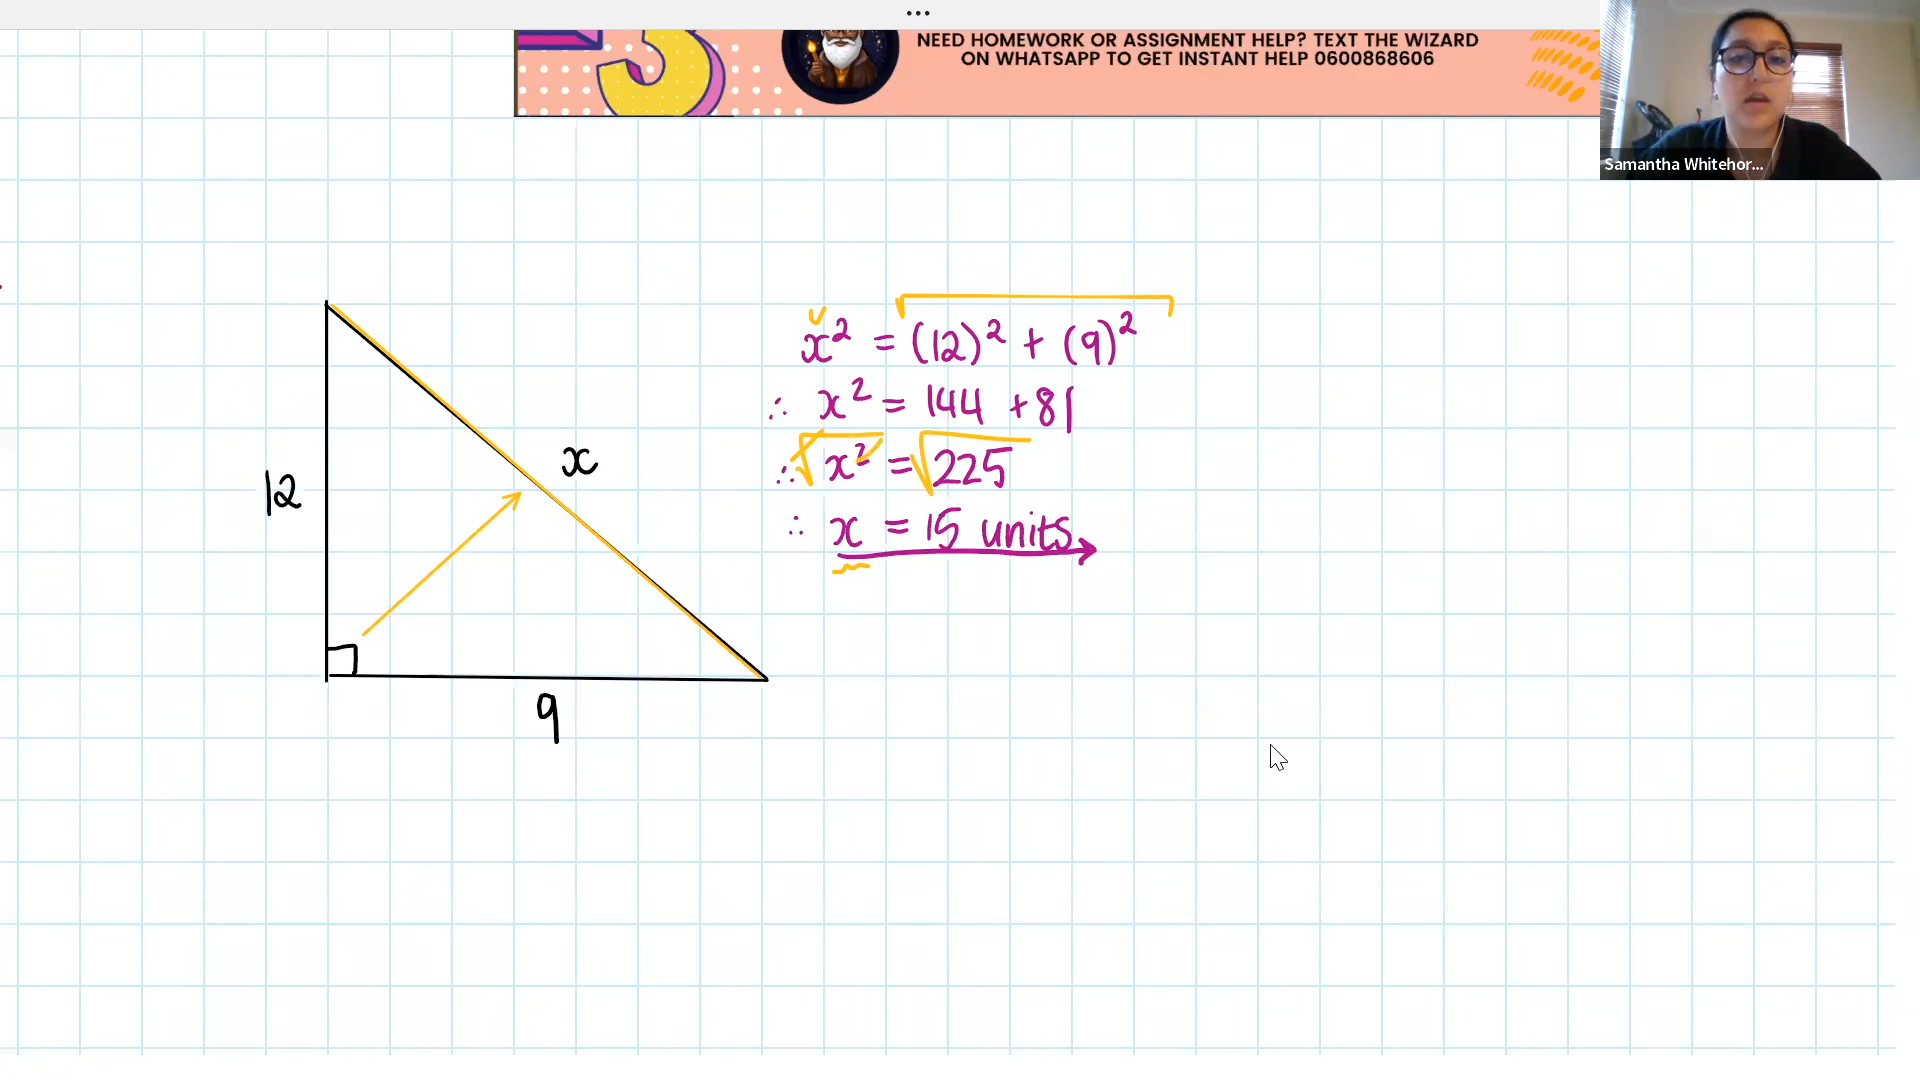 ...
3
NEED HOMEWORK OR ASSIGNMENT HELP? TEXT THE WIZARD
ON WHATSAPP TO GET INSTANT HELP 0600868606
Samantha Whitehor...
x² = (12)² + (9)²
∴ x² = 144 + 81
∴ √x² = √225
∴ x = 15 units
x
12
9